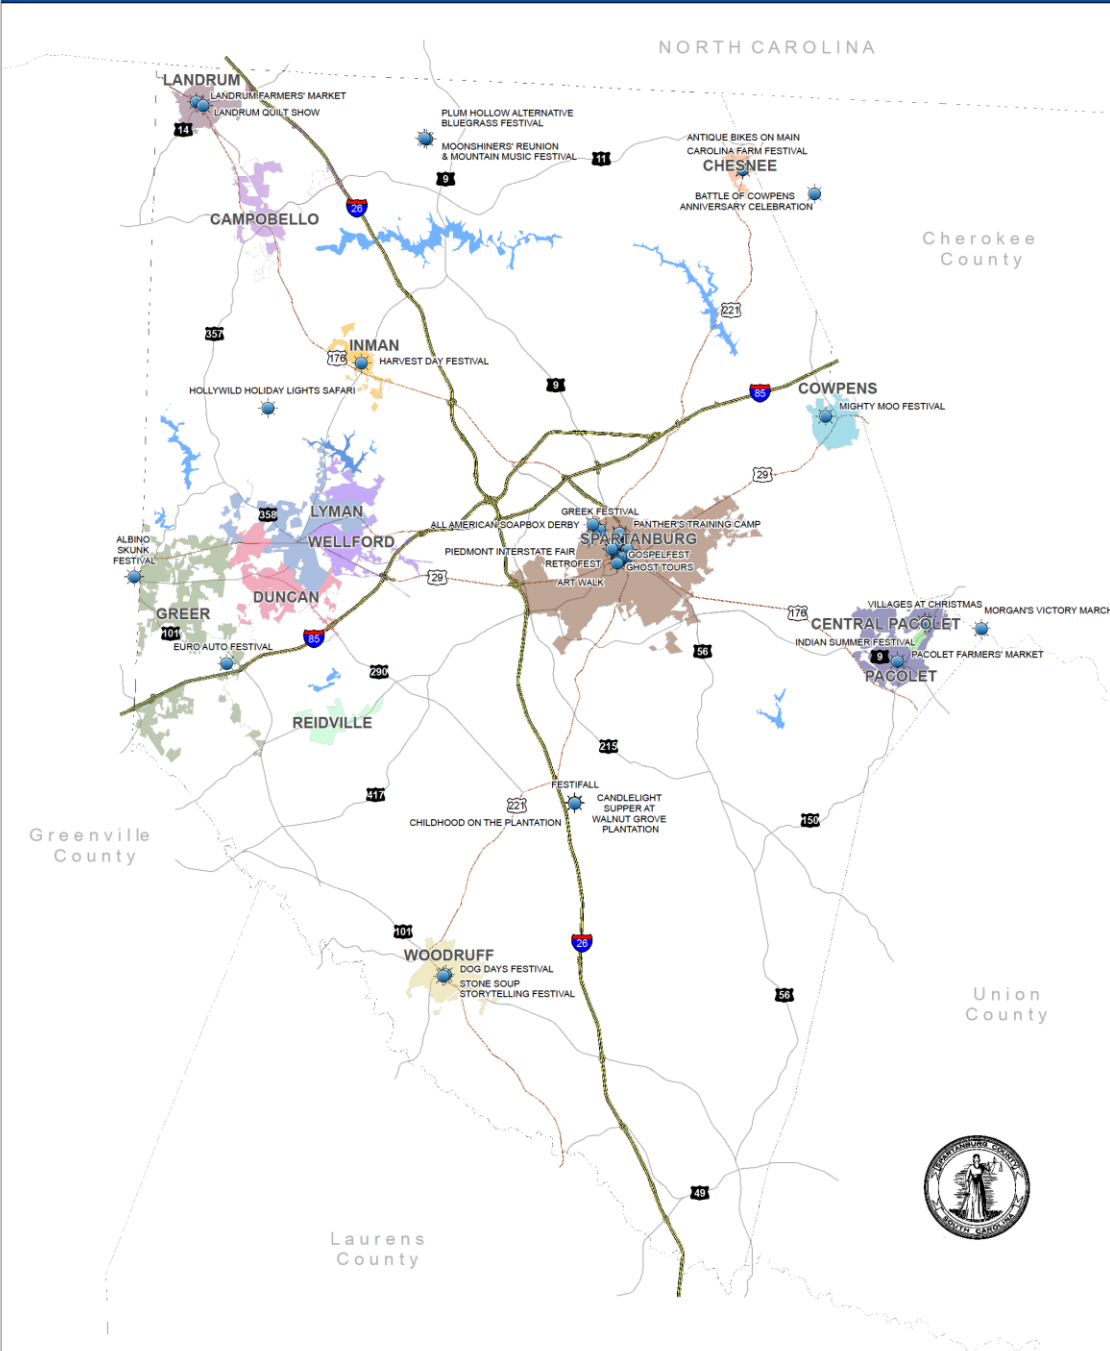 NORTH CAROLINA
LANDRUM
LANDRUM FARMERS' MARKET
LANDRUM QUILT SHOW
14
PLUM HOLLOW ALTERNATIVE
BLUEGRASS FESTIVAL
MOONSHINERS' REUNION
& MOUNTAIN MUSIC FESTIVAL
11
9
ANTIQUE BIKES ON MAIN
CAROLINA FARM FESTIVAL
CHESNEE
BATTLE OF COWPENS
ANNIVERSARY CELEBRATION
26
CAMPOBELLO
Cherokee
County
221
357
INMAN
176
HARVEST DAY FESTIVAL
HOLLYWILD HOLIDAY LIGHTS SAFARI
9
85
COWPENS
MIGHTY MOO FESTIVAL
29
358
LYMAN
WELLFORD
GREEK FESTIVAL
ALL AMERICAN SOAPBOX DERBY
PANTHER'S TRAINING CAMP
SPARTANBURG
PIEDMONT INTERSTATE FAIR
GOSPELFEST
RETROFEST
GHOST TOURS
ART WALK
ALBINO
SKUNK
FESTIVAL
29
DUNCAN
GREER
101
85
EURO AUTO FESTIVAL
290
56
176
VILLAGES AT CHRISTMAS
MORGAN'S VICTORY MARCH
CENTRAL PACOLET
INDIAN SUMMER FESTIVAL
9
PACOLET FARMERS' MARKET
PACOLET
REIDVILLE
215
417
221
FESTIFALL
CANDLELIGHT
SUPPER AT
WALNUT GROVE
PLANTATION
CHILDHOOD ON THE PLANTATION
150
Greenville
County
101
WOODRUFF
DOG DAYS FESTIVAL
STONE SOUP
STORYTELLING FESTIVAL
26
56
Union
County
49
SPARTANBURG COUNTY
SOUTH CAROLINA
Laurens
County